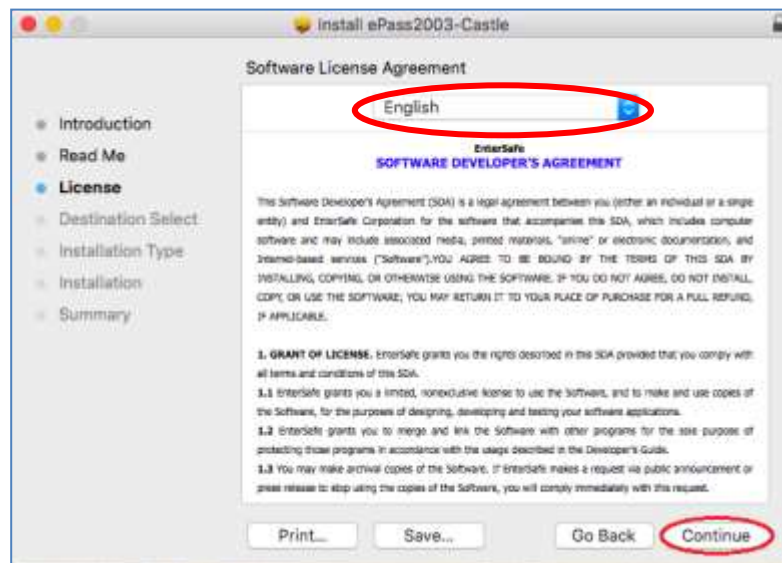 Install ePass2003-Castle
Software License Agreement
English
Introduction
Read Me
License
Destination Select
Installation Type
Installation
Summary
EnterSafe
SOFTWARE DEVELOPER'S AGREEMENT
This Software Developer's Agreement (SDA) is a legal agreement between you (either an individual or a single
entity) and EnterSafe Corporation for the software that accompanies this SDA, which includes computer
software and may include associated media, printed materials, "online" or electronic documentation, and
Internet-based services ("Software").YOU AGREE TO BE BOUND BY THE TERMS OF THIS SDA BY
INSTALLING, COPYING, OR OTHERWISE USING THE SOFTWARE. IF YOU DO NOT AGREE, DO NOT INSTALL,
COPY, OR USE THE SOFTWARE; YOU MAY RETURN IT TO YOUR PLACE OF PURCHASE FOR A FULL REFUND,
IF APPLICABLE.
1. GRANT OF LICENSE. EnterSafe grants you the rights described in this SDA provided that you comply with
all terms and conditions of this SDA.
1.1 EnterSafe grants you a limited, nonexclusive license to use the Software, and to make and use copies of
the Software, for the purposes of designing, developing and testing your software applications.
1.2 EnterSafe grants you to merge and link the Software with other programs for the sole purpose of
protecting those programs in accordance with the usage described in the Developer's Guide.
1.3 You may make archival copies of the Software. If EnterSafe makes a request via public announcement or
press release to stop using the copies of the Software, you will comply immediately with this request.
Print...
Save...
Go Back
Continue